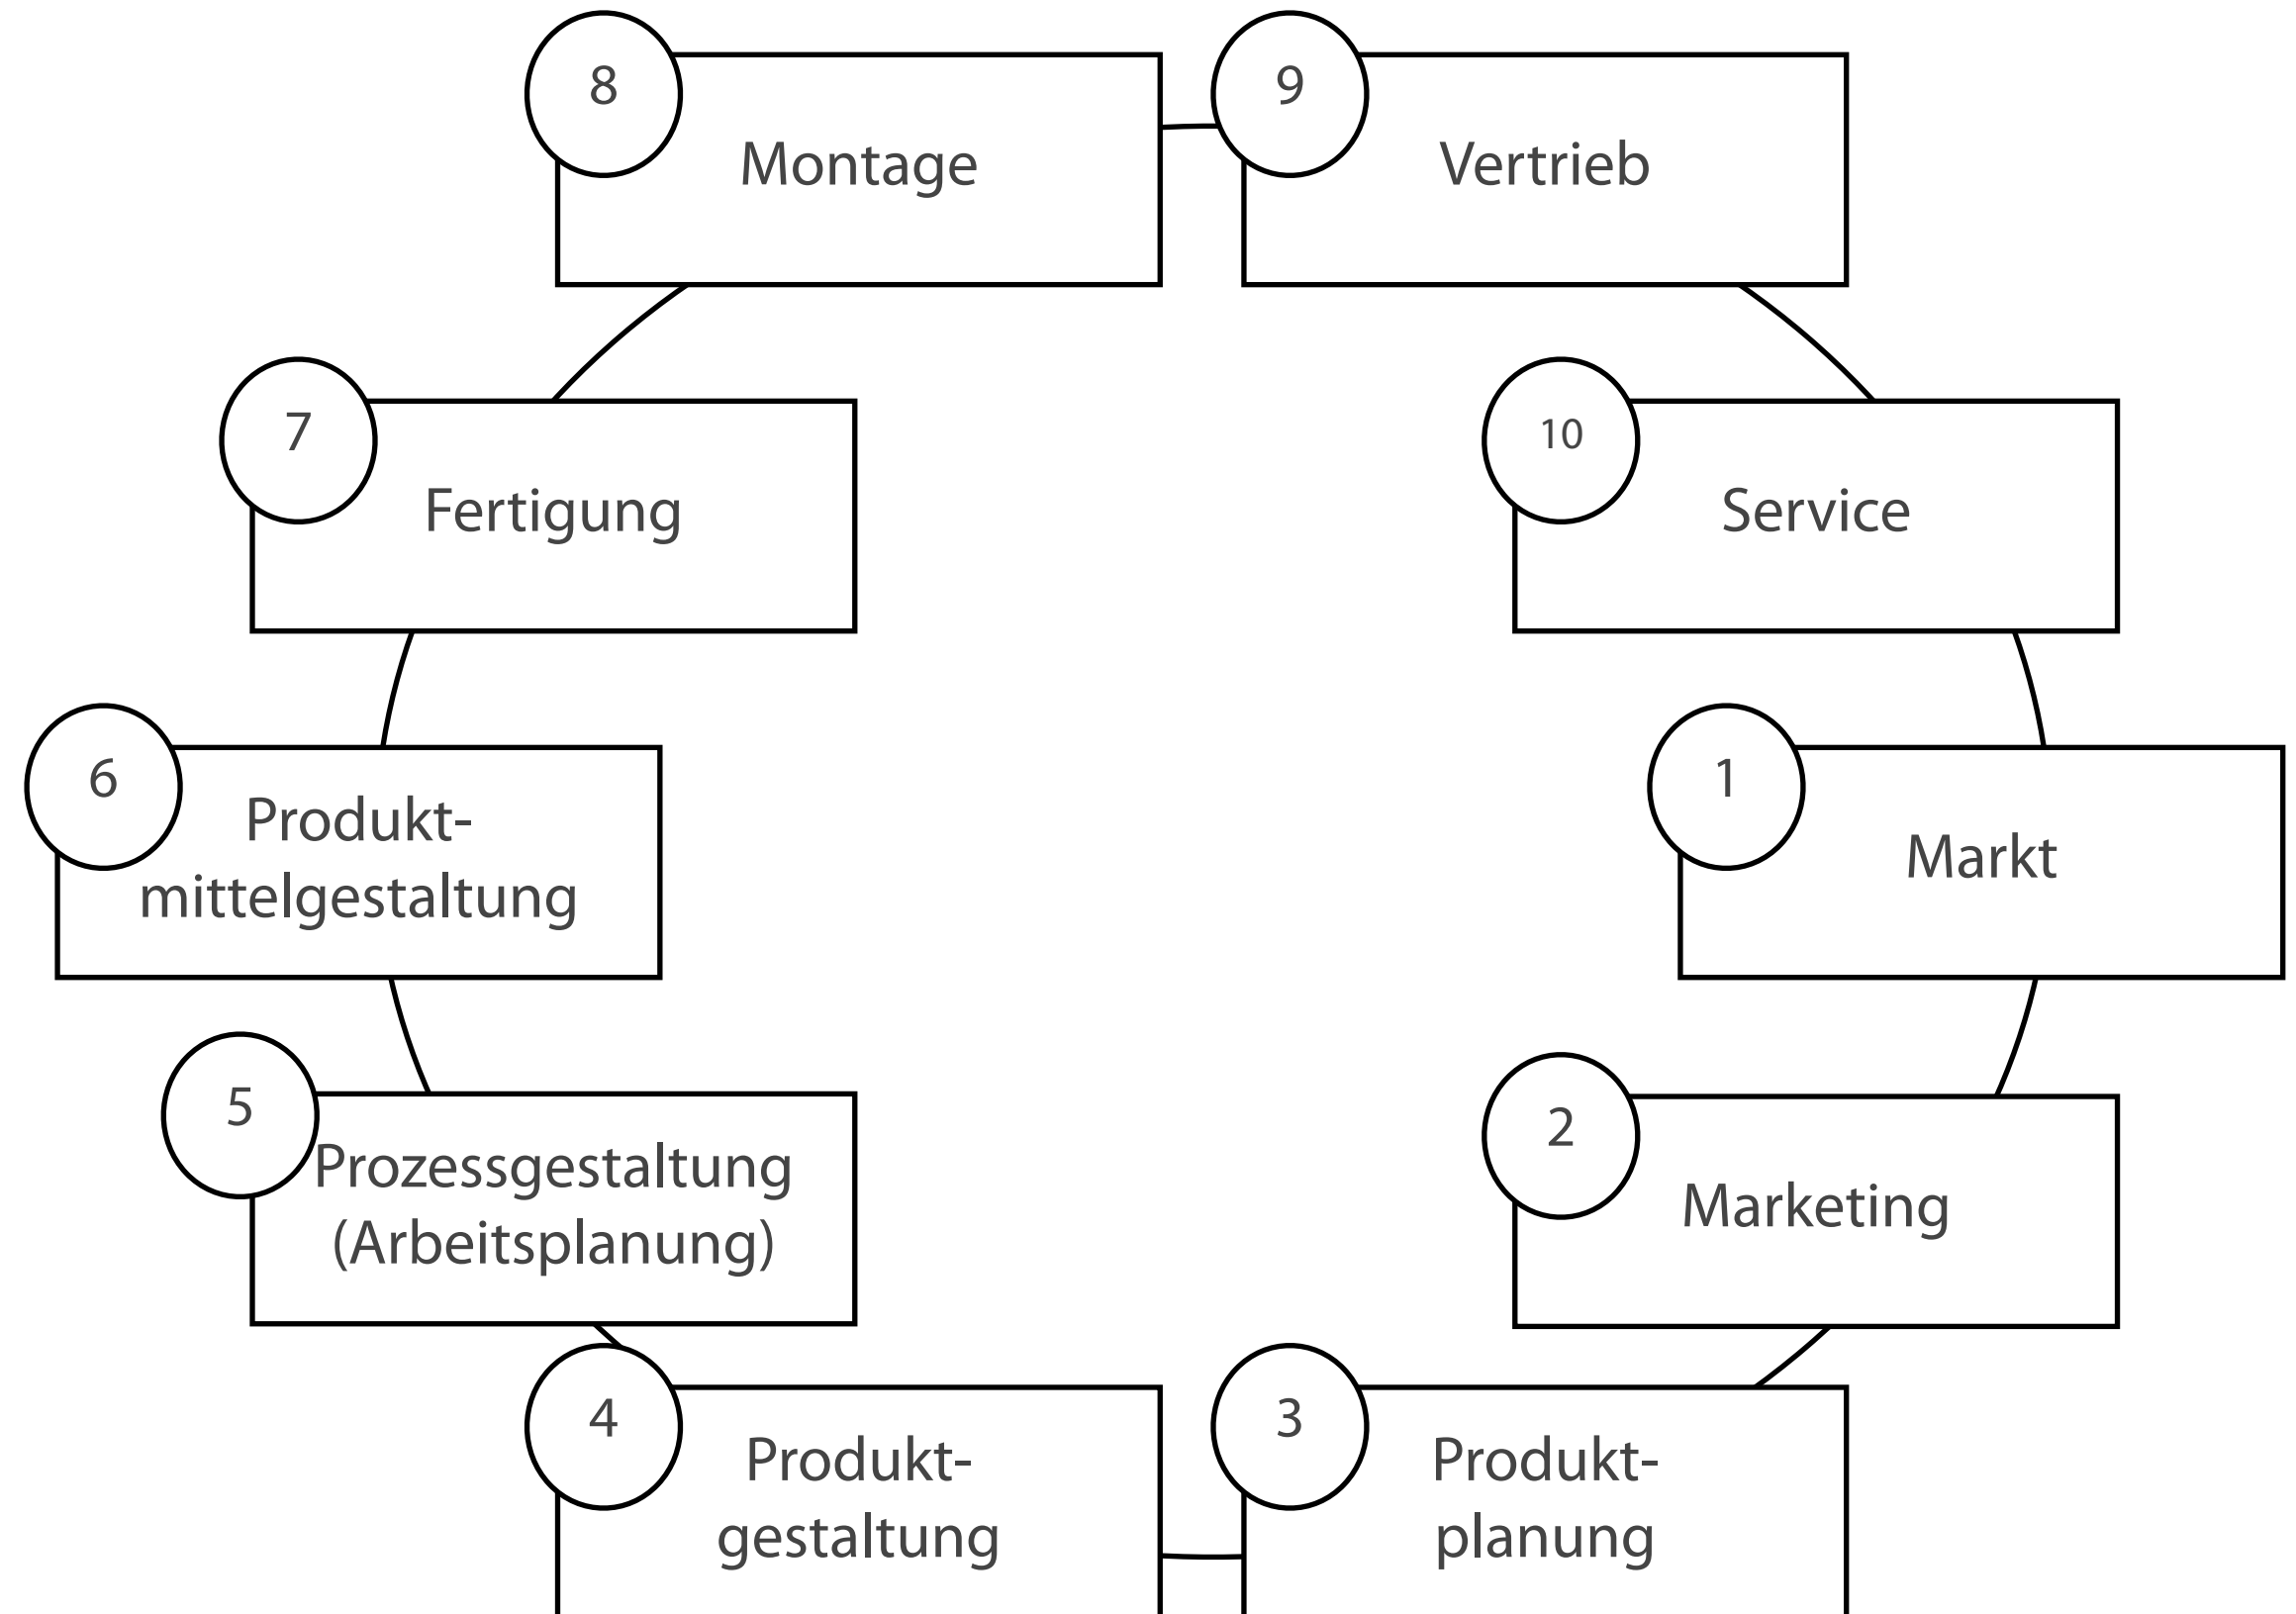 8
Montage
9
Vertrieb
7
Fertigung
10
Service
6
Produkt-
mittelgestaltung
1
Markt
5
Prozessgestaltung
(Arbeitsplanung)
2
Marketing
4
Produkt-
gestaltung
3
Produkt-
planung